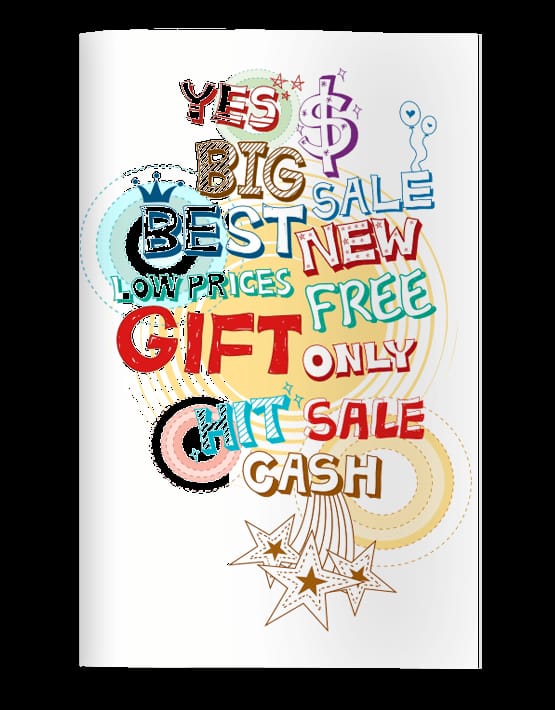 YES $
BIG
SALE
BEST
NEW
LOW PRICES
FREE
GIFT
ONLY
HIT SALE
CASH